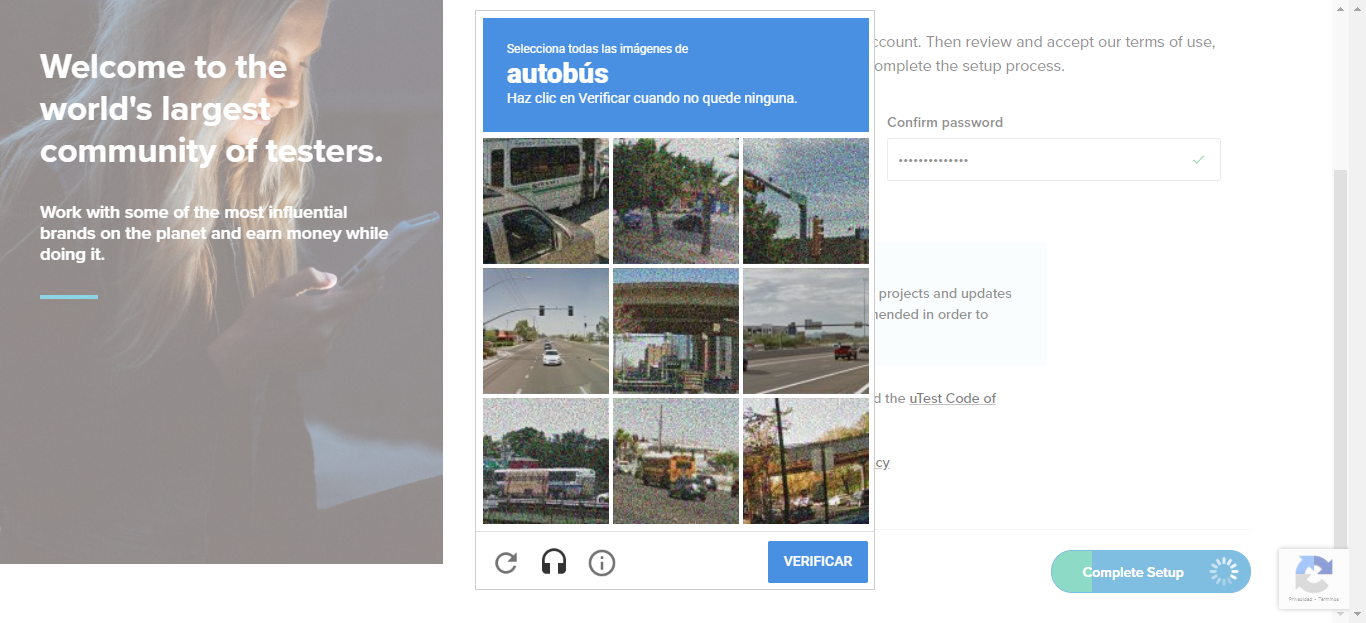 Welcome to the
world's largest
community of testers.
Work with some of the most influential
brands on the planet and earn money while
doing it.
Selecciona todas las imágenes de
autobús
Haz clic en Verificar cuando no quede ninguna.
VERIFICAR
ccount. Then review and accept our terms of use,
omplete the setup process.
Confirm password
projects and updates
mended in order to
d the uTest Code of
cy
Complete Setup
Privacidad - Términos